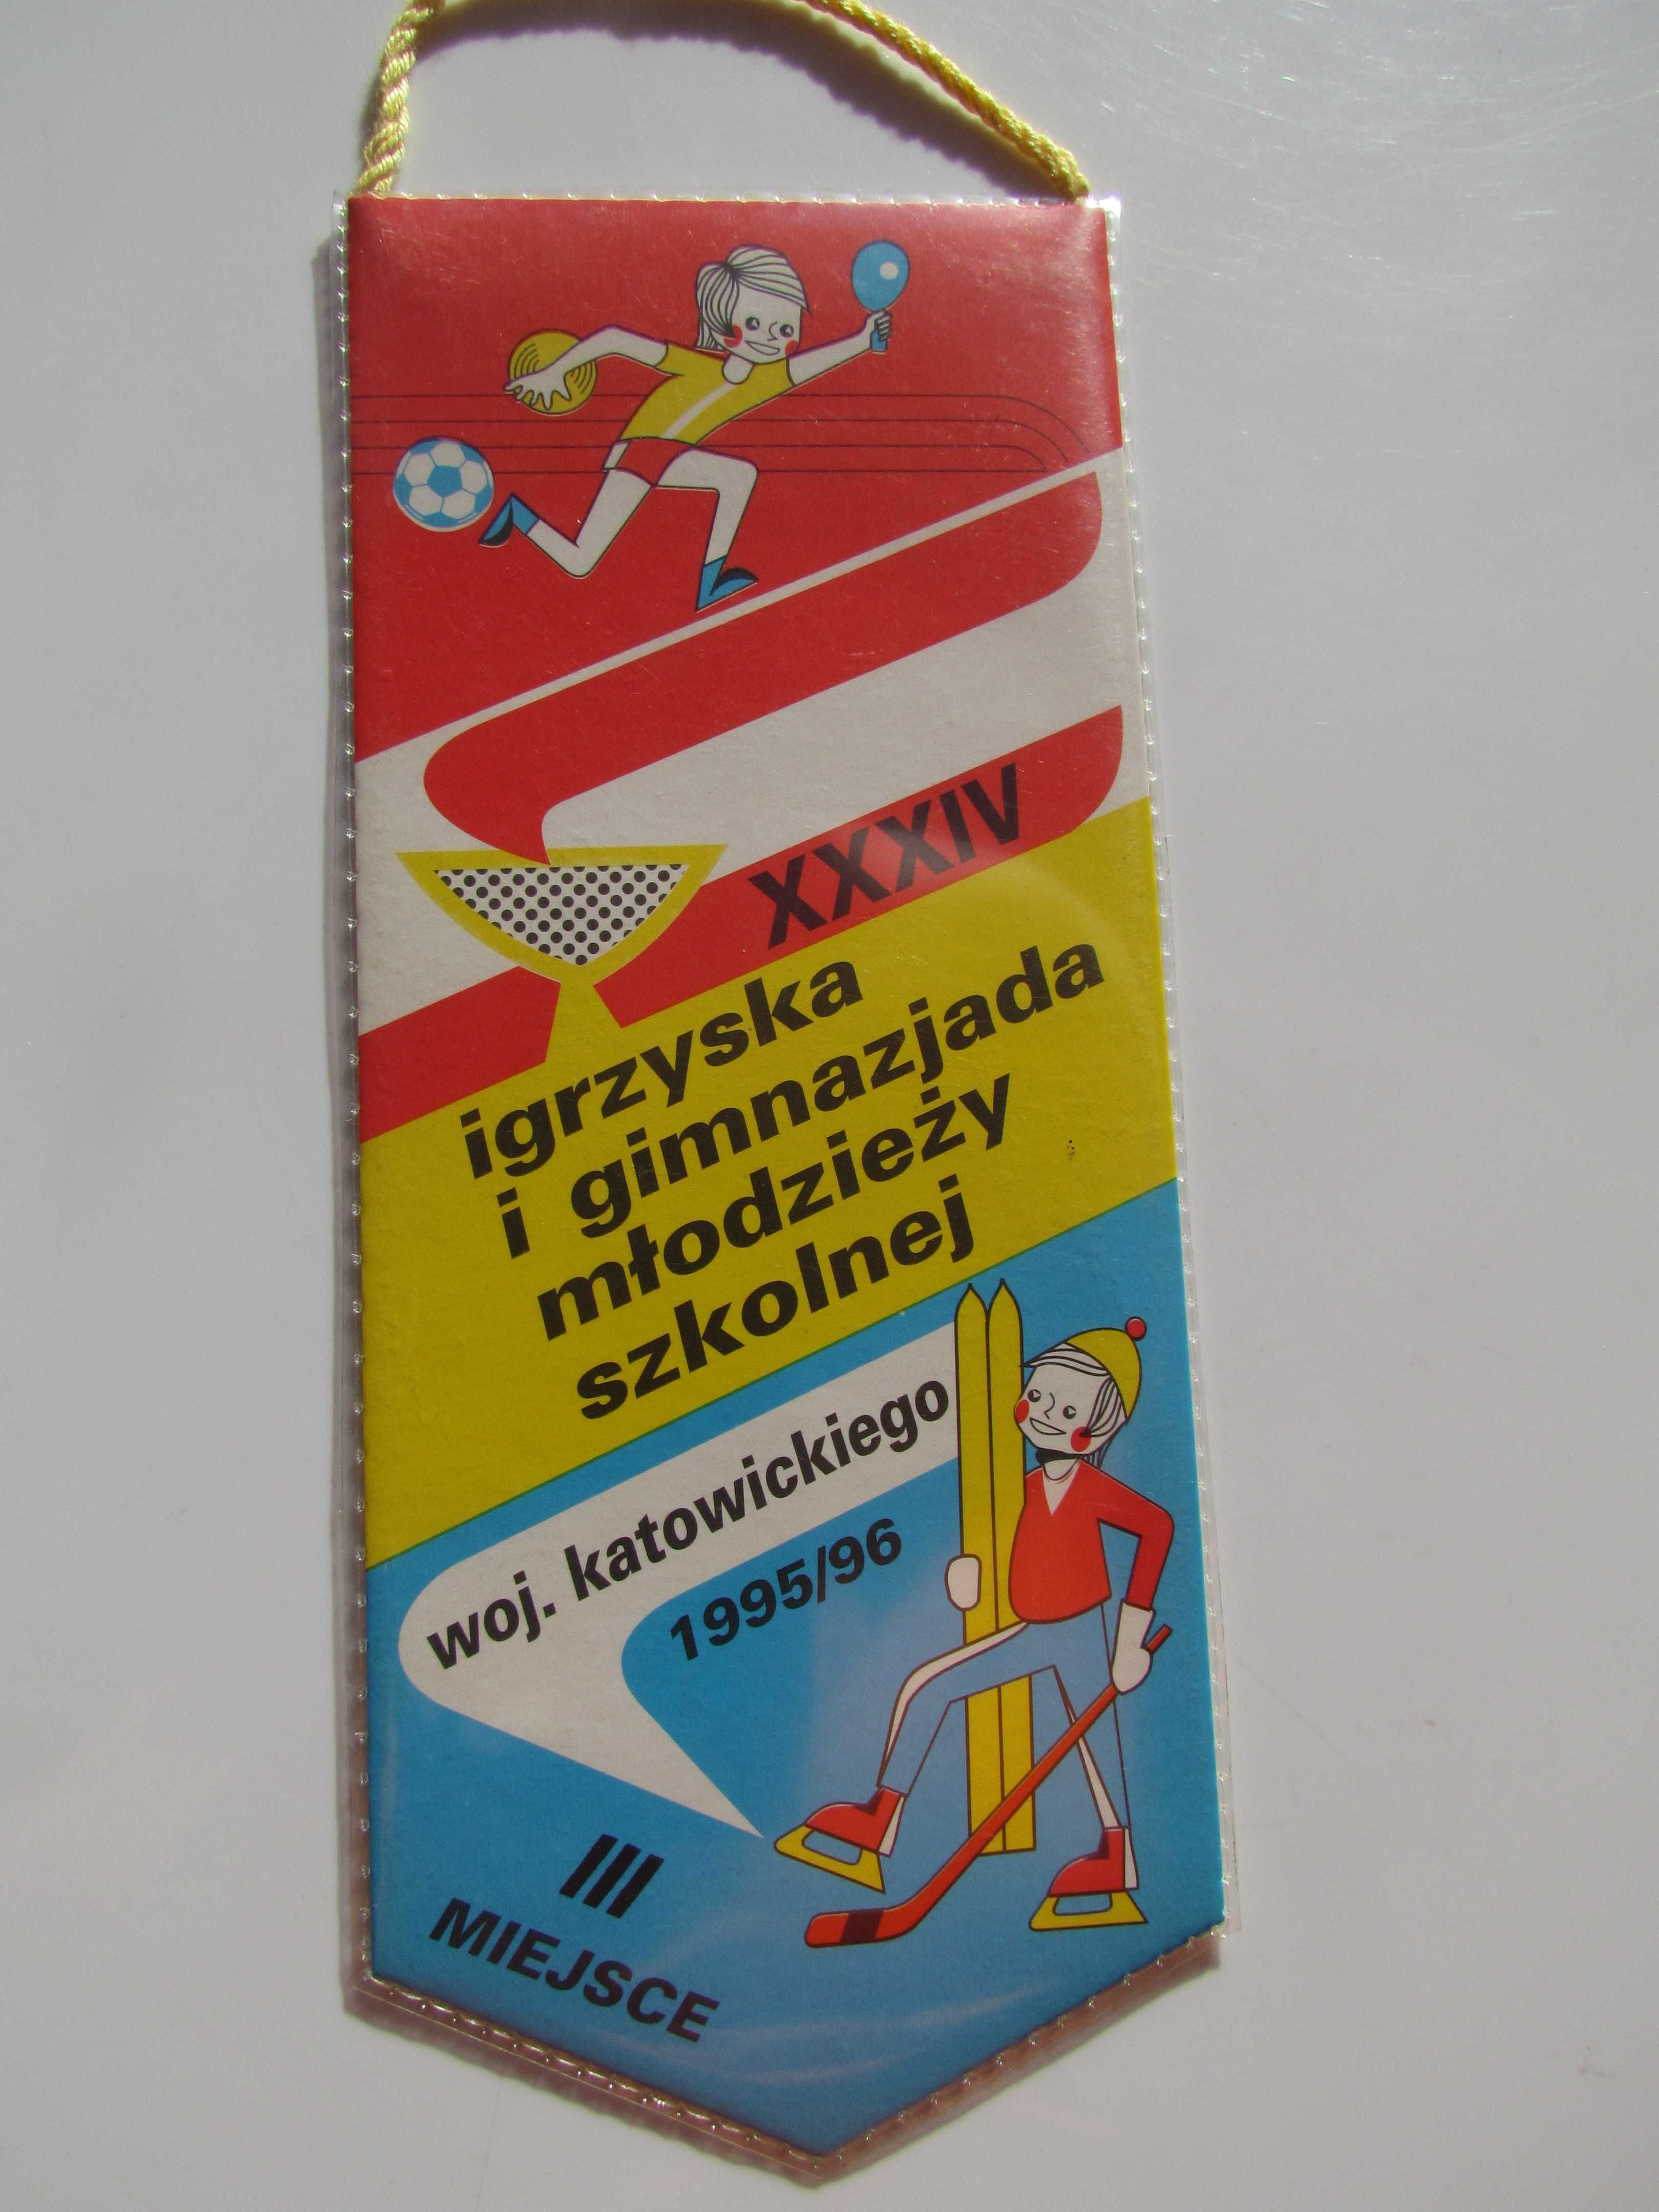 XXXIV
igrzyska
i gimnazjada
młodzieży
szkolnej
woj. katowickiego
1995/96
III
MIEJSCE